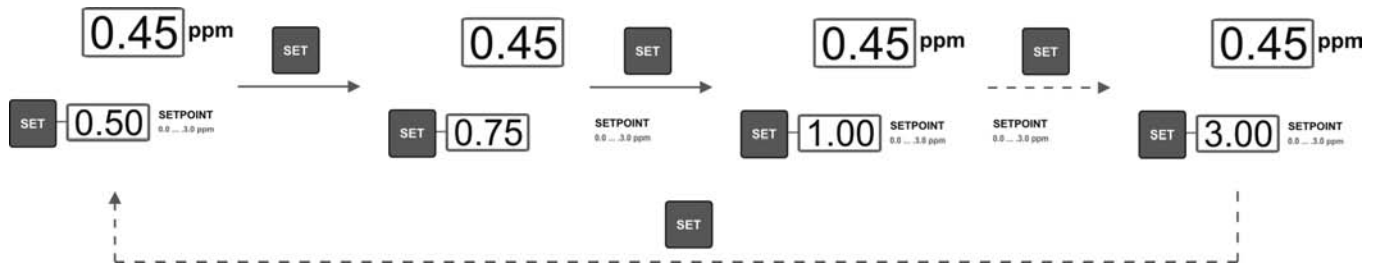 0.45 ppm
SET
0.45
SET
0.45 ppm
SET
0.45 ppm
SET 0.50 SETPOINT
0.0 ... .3.0 ppm
SET 0.75
SETPOINT
0.0 ... .3.0 ppm
SET 1.00 SETPOINT
0.0 ... .3.0 ppm
SETPOINT
0.0 ... .3.0 ppm
SET 3.00 SETPOINT
0.0 ... .3.0 ppm
SET